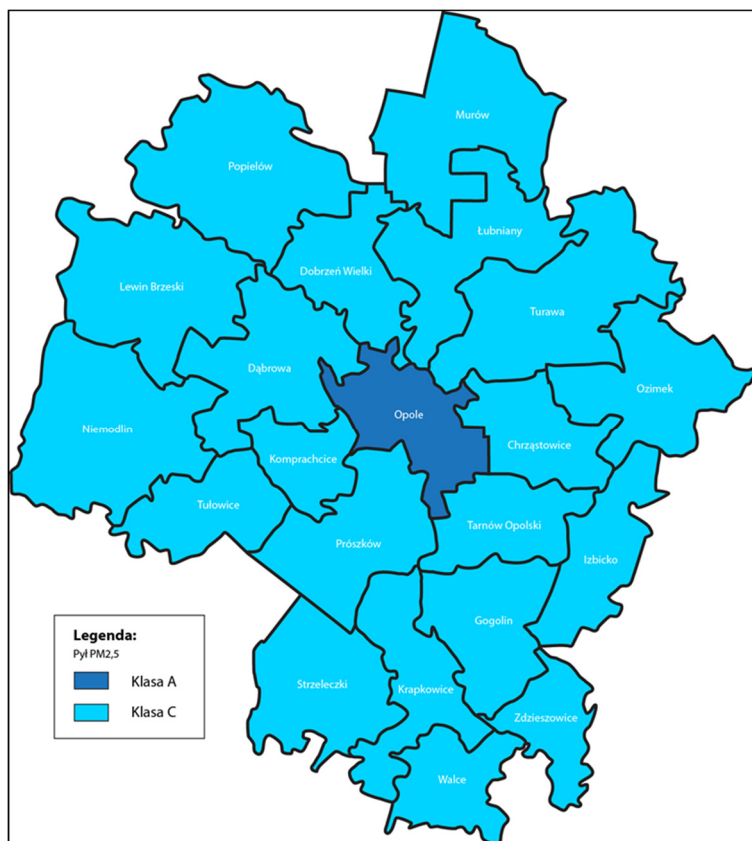 Murów
Popielów
Łubniany
Dobrzeń Wielki
Lewin Brzeski
Turawa
Dąbrowa
Ozimek
Opole
Niemodlin
Chrząstowice
Komprachcice
Tułowice
Tarnów Opolski
Prószków
Izbicko
Gogolin
Legenda:
Pył PM2,5
Klasa A
Klasa C
Strzeleczki
Krapkowice
Zdzieszowice
Walce